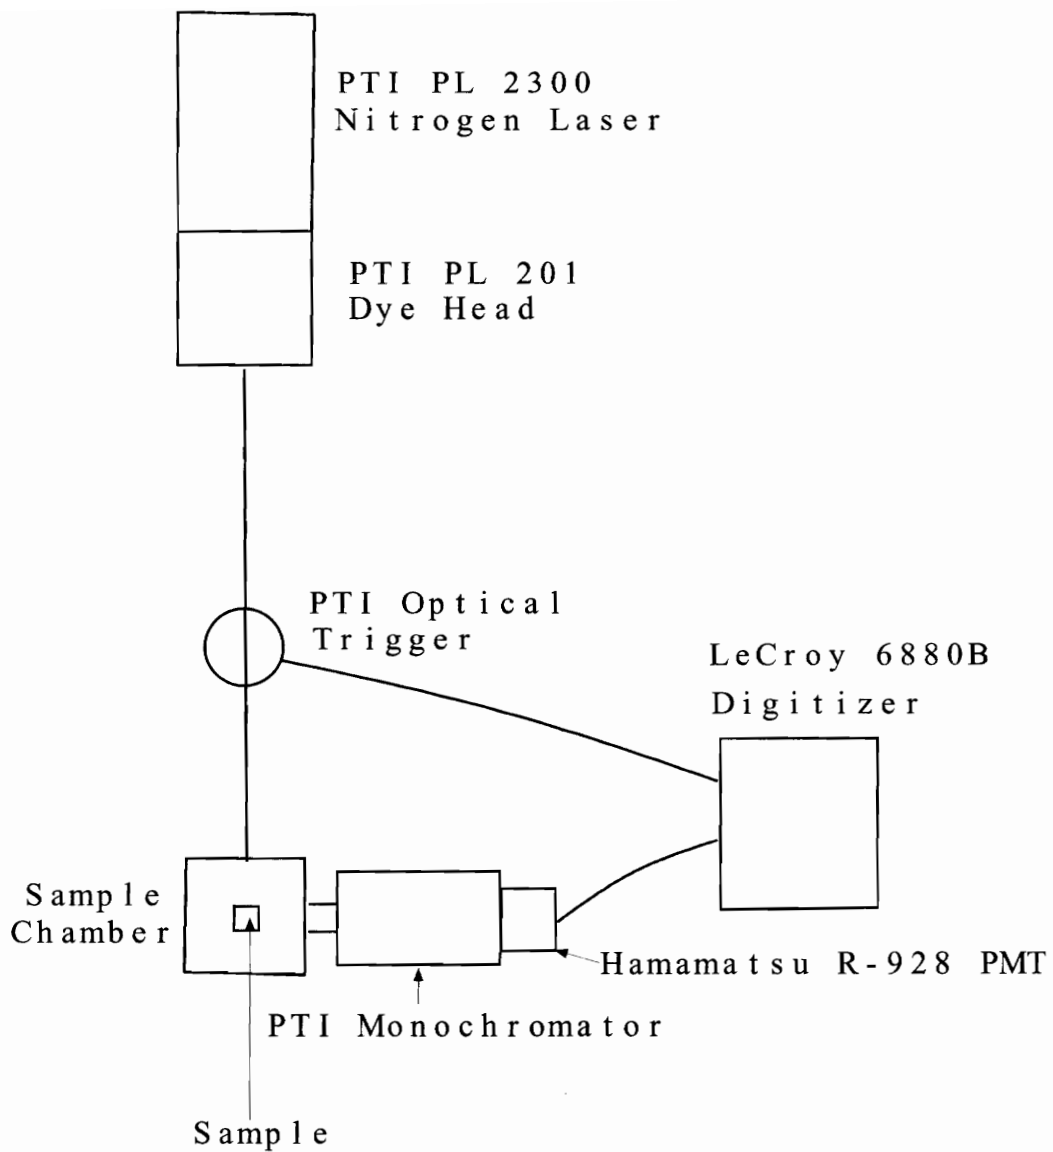 PTI PL 2300
Nitrogen Laser
PTI PL 201
Dye Head
PTI Optical
Trigger
LeCroy 6880B
Digitizer
Sample
Chamber
Hamamatsu R-928 PMT
PTI Monochromator
Sample